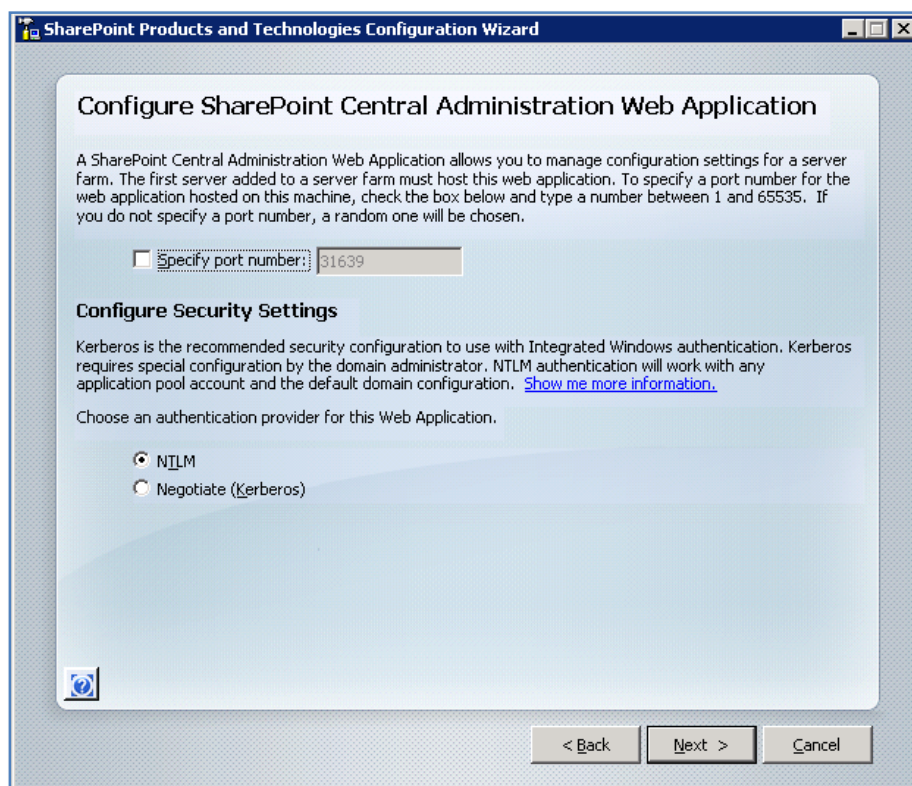 SharePoint Products and Technologies Configuration Wizard
Configure SharePoint Central Administration Web Application
A SharePoint Central Administration Web Application allows you to manage configuration settings for a server
farm. The first server added to a server farm must host this web application. To specify a port number for the
web application hosted on this machine, check the box below and type a number between 1 and 65535. If
you do not specify a port number, a random one will be chosen.
Specify port number: 31639
Configure Security Settings
Kerberos is the recommended security configuration to use with Integrated Windows authentication. Kerberos
requires special configuration by the domain administrator. NTLM authentication will work with any
application pool account and the default domain configuration. Show me more information.
Choose an authentication provider for this Web Application.
NTLM
Negotiate (Kerberos)
< Back Next > Cancel